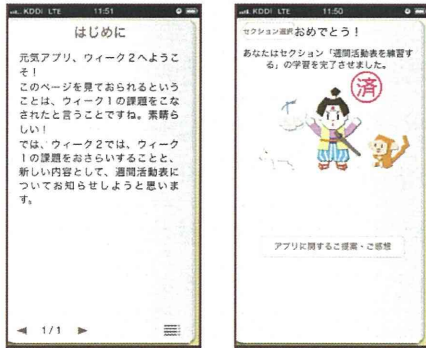 KDDI LTE 11:51
はじめに
元気アプリ、ウィーク2へようこ
そ！
このページを見ておられるという
ことは、ウィーク1の課題をこな
されたと言うことですね。素晴ら
しい！
では、ウィーク2では、ウィーク
1の課題をおさらいすることと、
新しい内容として、週間活動表に
ついてお知らせしようと思いま
す。
1/1
KDDI LTE 11:50
セクション選択 おめでとう！
あなたはセクション「週間活動表を練習す
る」の学習を完了させました。
済
アプリに関するご提案・ご感想